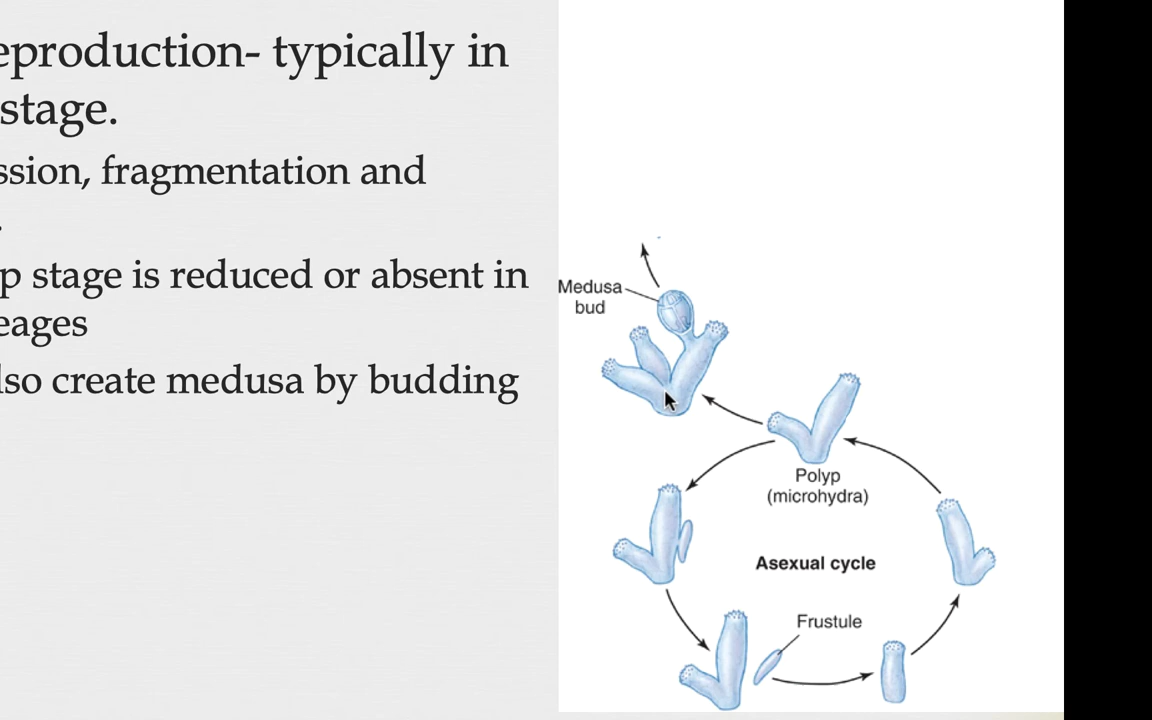 eproduction- typically in
stage.
ssion, fragmentation and
.
p stage is reduced or absent in
eages
lso create medusa by budding
Medusa
bud
Polyp
(microhydra)
Asexual cycle
Frustule